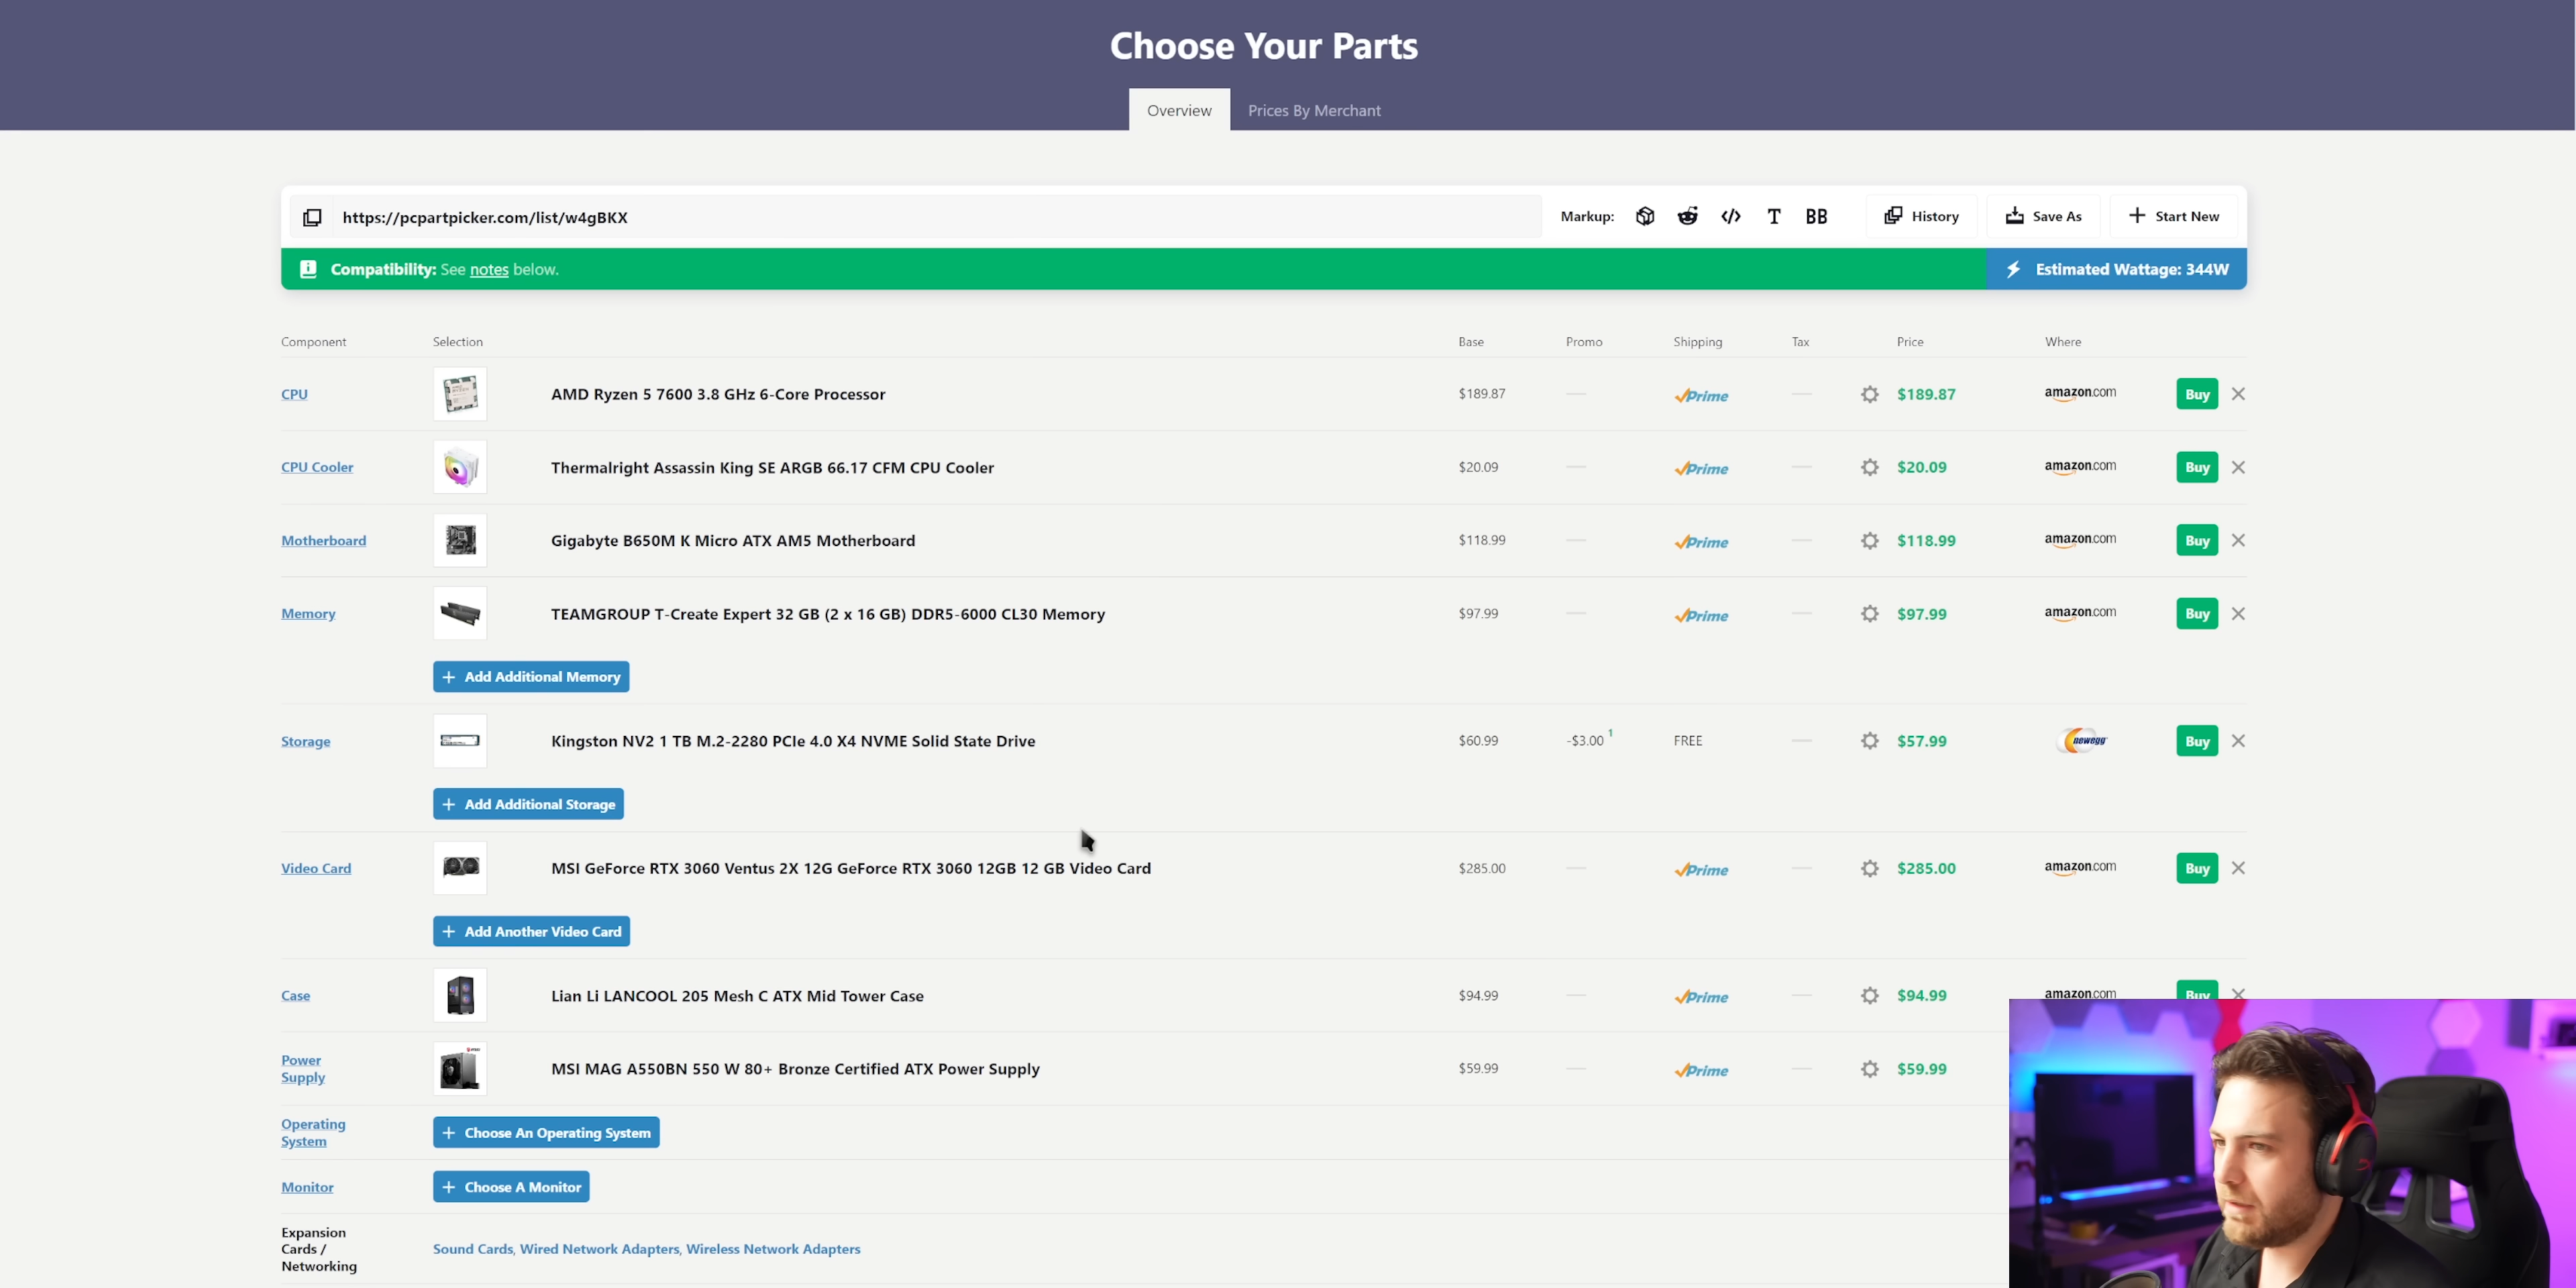 Choose Your Parts
Overview Prices By Merchant
https://pcpartpicker.com/list/w4gBKX Markup: T BB History Save As + Start New
Compatibility: See notes below. Estimated Wattage: 344W
Component Selection Base Promo Shipping Tax Price Where
CPU AMD Ryzen 5 7600 3.8 GHz 6-Core Processor $189.87 — Prime — $189.87 amazon.com Buy
CPU Cooler Thermalright Assassin King SE ARGB 66.17 CFM CPU Cooler $20.09 — Prime — $20.09 amazon.com Buy
Motherboard Gigabyte B650M K Micro ATX AM5 Motherboard $118.99 — Prime — $118.99 amazon.com Buy
Memory TEAMGROUP T-Create Expert 32 GB (2 x 16 GB) DDR5-6000 CL30 Memory $97.99 — Prime — $97.99 amazon.com Buy
+ Add Additional Memory
Storage Kingston NV2 1 TB M.2-2280 PCIe 4.0 X4 NVME Solid State Drive $60.99 -$3.00 1 FREE — $57.99 newegg Buy
+ Add Additional Storage
Video Card MSI GeForce RTX 3060 Ventus 2X 12G GeForce RTX 3060 12GB 12 GB Video Card $285.00 — Prime — $285.00 amazon.com Buy
+ Add Another Video Card
Case Lian Li LANCOOL 205 Mesh C ATX Mid Tower Case $94.99 — Prime — $94.99 amazon.com Buy
Power
Supply MSI MAG A550BN 550 W 80+ Bronze Certified ATX Power Supply $59.99 — Prime — $59.99
Operating
System + Choose An Operating System
Monitor + Choose A Monitor
Expansion
Cards /
Networking Sound Cards, Wired Network Adapters, Wireless Network Adapters